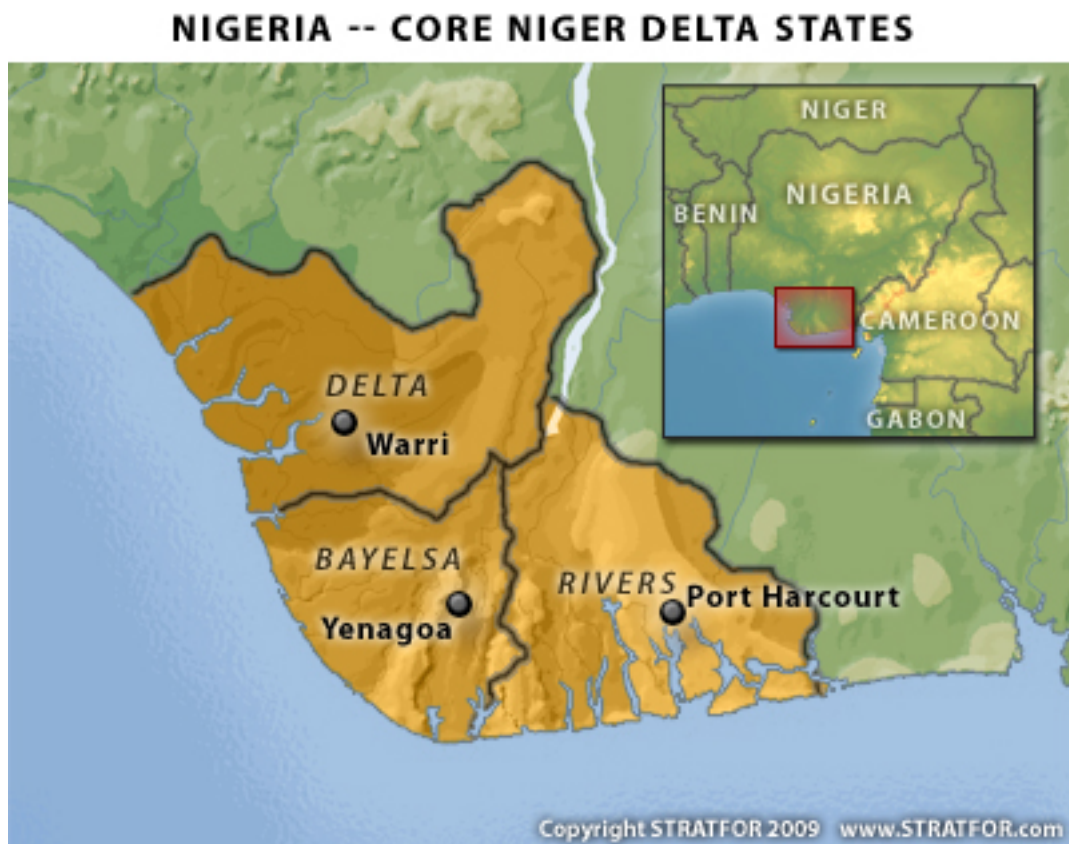 NIGERIA -- CORE NIGER DELTA STATES
NIGER
NIGERIA
BENIN
CAMEROON
GABON
DELTA
Warri
BAYELSA
Yenagoa
RIVERS
Port Harcourt
Copyright STRATFOR 2009 www.STRATFOR.com